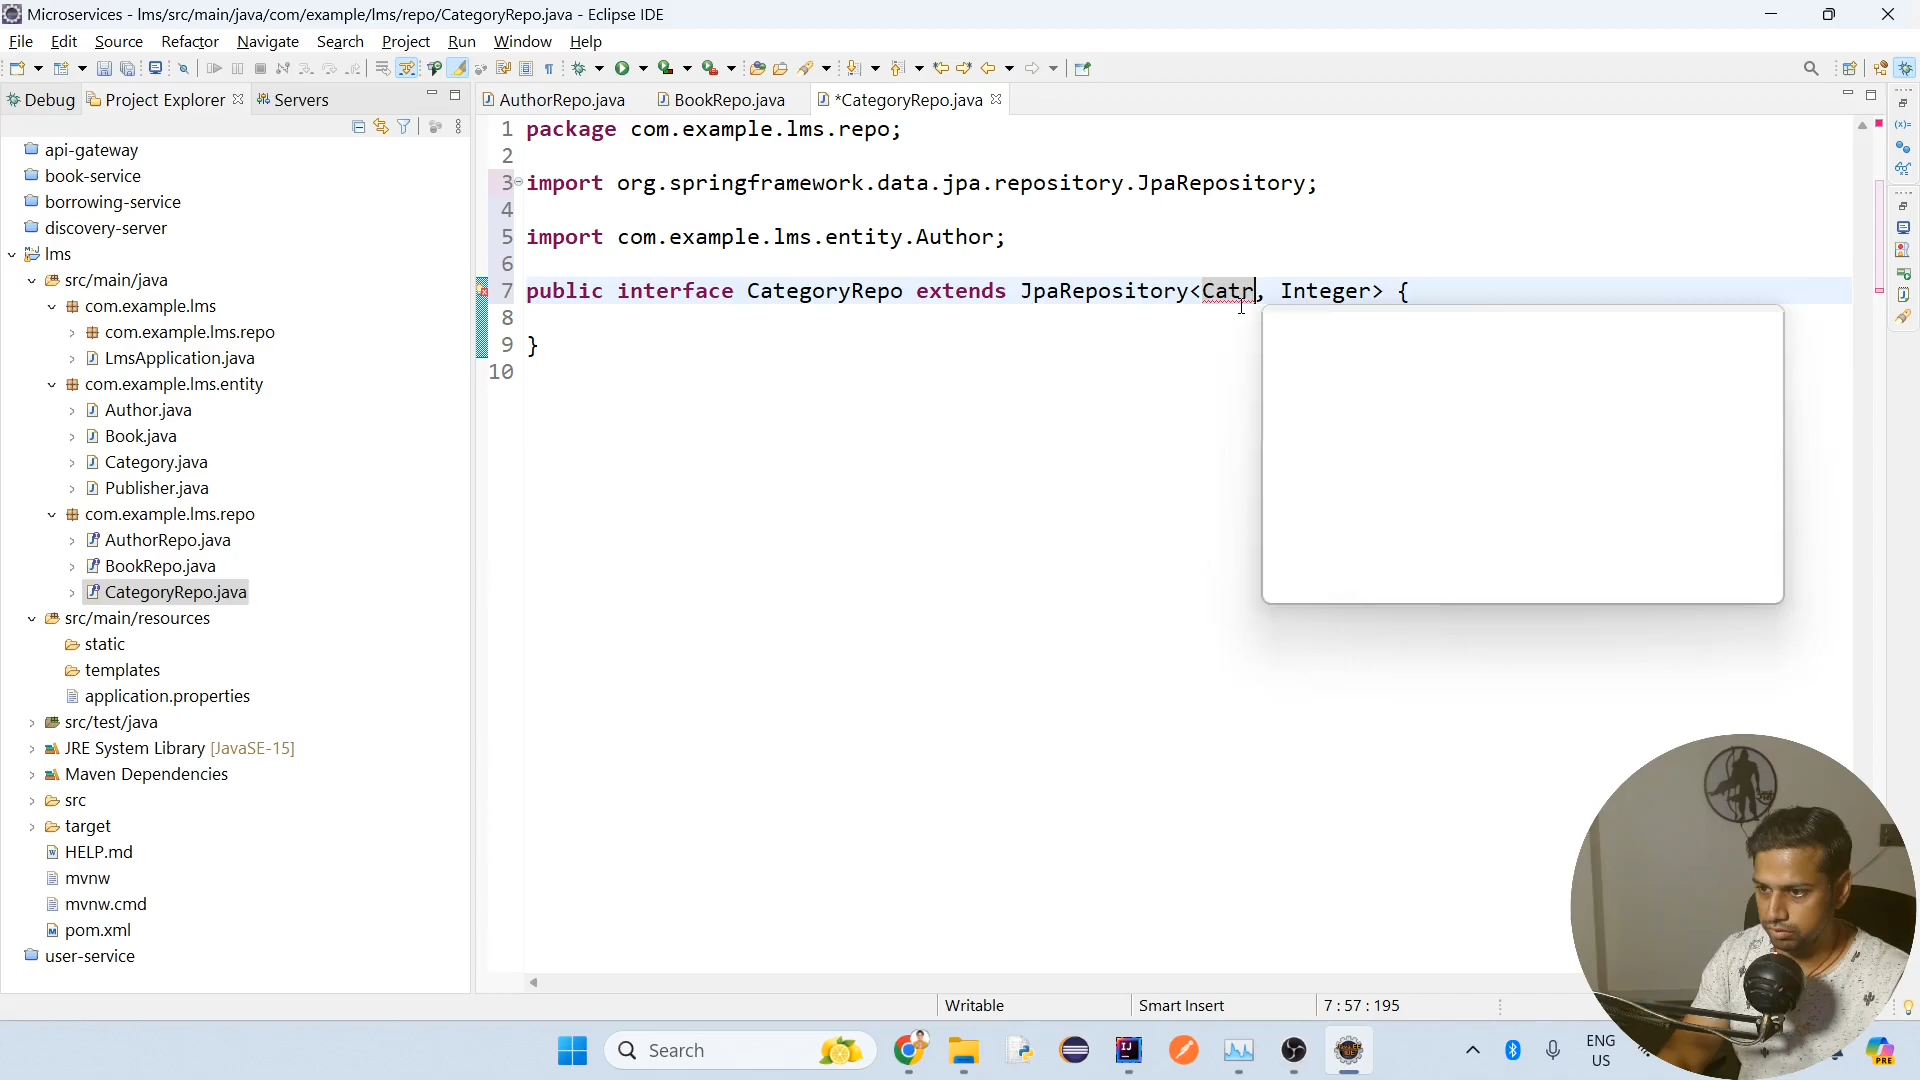 Microservices - lms/src/main/java/com/example/lms/repo/CategoryRepo.java - Eclipse IDE
File Edit Source Refactor Navigate Search Project Run Window Help
Debug Project Explorer Servers
AuthorRepo.java BookRepo.java *CategoryRepo.java
api-gateway
book-service
borrowing-service
discovery-server
lms
src/main/java
com.example.lms
com.example.lms.repo
LmsApplication.java
com.example.lms.entity
Author.java
Book.java
Category.java
Publisher.java
com.example.lms.repo
AuthorRepo.java
BookRepo.java
CategoryRepo.java
src/main/resources
static
templates
application.properties
src/test/java
JRE System Library [JavaSE-15]
Maven Dependencies
src
target
HELP.md
mvnw
mvnw.cmd
pom.xml
user-service
1 package com.example.lms.repo;
2
3 import org.springframework.data.jpa.repository.JpaRepository;
4
5 import com.example.lms.entity.Author;
6
7 public interface CategoryRepo extends JpaRepository<Catr, Integer> {
8
9 }
10
Writable Smart Insert 7 : 57 : 195
Search
ENG
US
PRE